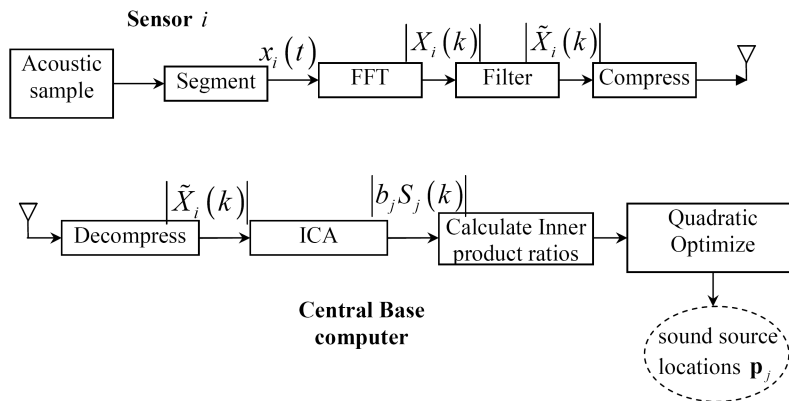 Sensor i
Acoustic
sample
Segment
x_i(t)
FFT
|X_i(k)|
Filter
|X̃_i(k)|
Compress
Decompress
|X̃_i(k)|
ICA
|b_j S_j(k)|
Calculate Inner
product ratios
Quadratic
Optimize
Central Base
computer
sound source
locations p_j